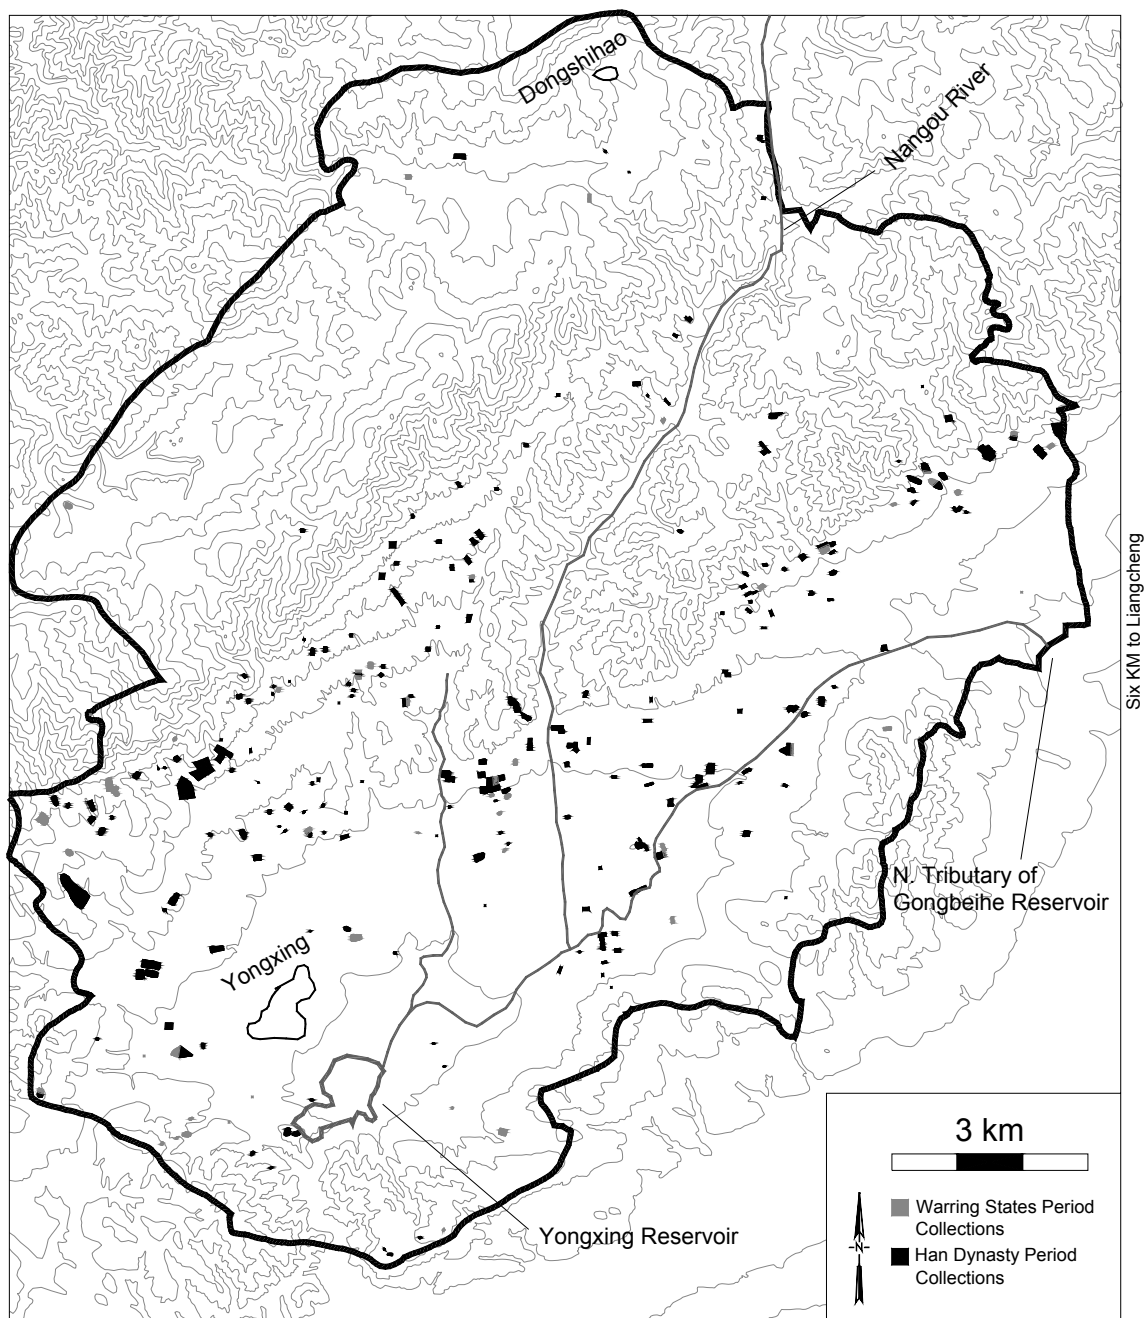 Dongshihao
Nangou River
Six KM to Liangcheng
N. Tributary of
Gongbeihe Reservoir
Yongxing
Yongxing Reservoir
3 km
N
Warring States Period
Collections
Han Dynasty Period
Collections